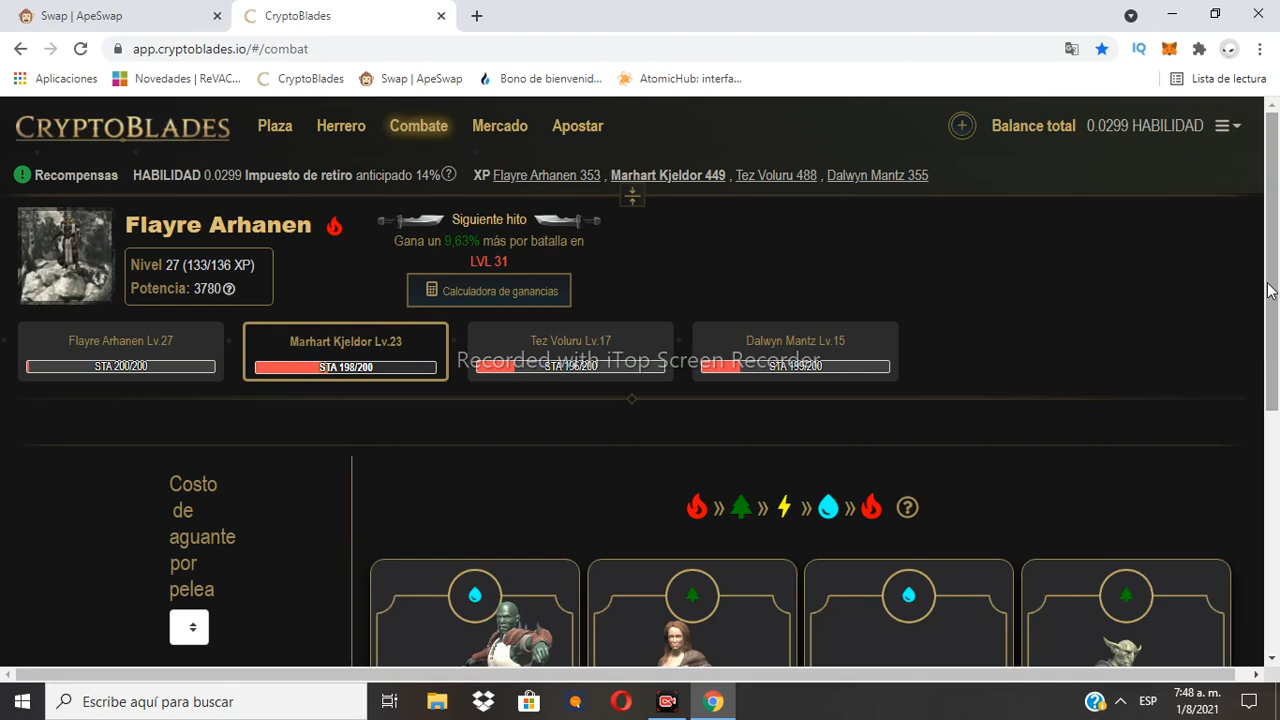 Swap | ApeSwap
CryptoBlades
app.cryptoblades.io/#/combat
Aplicaciones
Novedades | ReVAC...
CryptoBlades
Swap | ApeSwap
Bono de bienvenid...
AtomicHub: interfa...
Lista de lectura
CRYPTOBLADES
Plaza
Herrero
Combate
Mercado
Apostar
Balance total 0.0299 HABILIDAD
Recompensas HABILIDAD 0.0299 Impuesto de retiro anticipado 14% XP Flayre Arhanen 353 , Marhart Kjeldor 449 , Tez Voluru 488 , Dalwyn Mantz 355
Flayre Arhanen
Nivel 27 (133/136 XP)
Potencia: 3780
Siguiente hito
Gana un 9,63% más por batalla en
LVL 31
Calculadora de ganancias
Flayre Arhanen Lv.27
STA 200/200
Marhart Kjeldor Lv.23
STA 198/200
Tez Voluru Lv.17
STA 196/200
Dalwyn Mantz Lv.15
STA 199/200
Recorded with iTop Screen Recorder
Costo
de
aguante
por
pelea
Escribe aquí para buscar
ESP
7:48 a. m.
1/8/2021